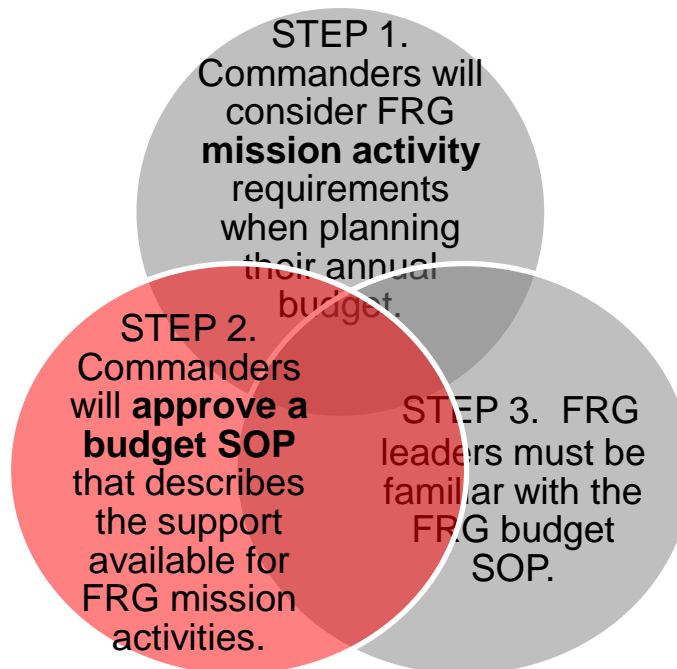 STEP 1.
Commanders will
consider FRG
mission activity
requirements
when planning
their annual
budget.
STEP 2.
Commanders
will approve a
budget SOP
that describes
the support
available for
FRG mission
activities.
STEP 3. FRG
leaders must be
familiar with the
FRG budget
SOP.